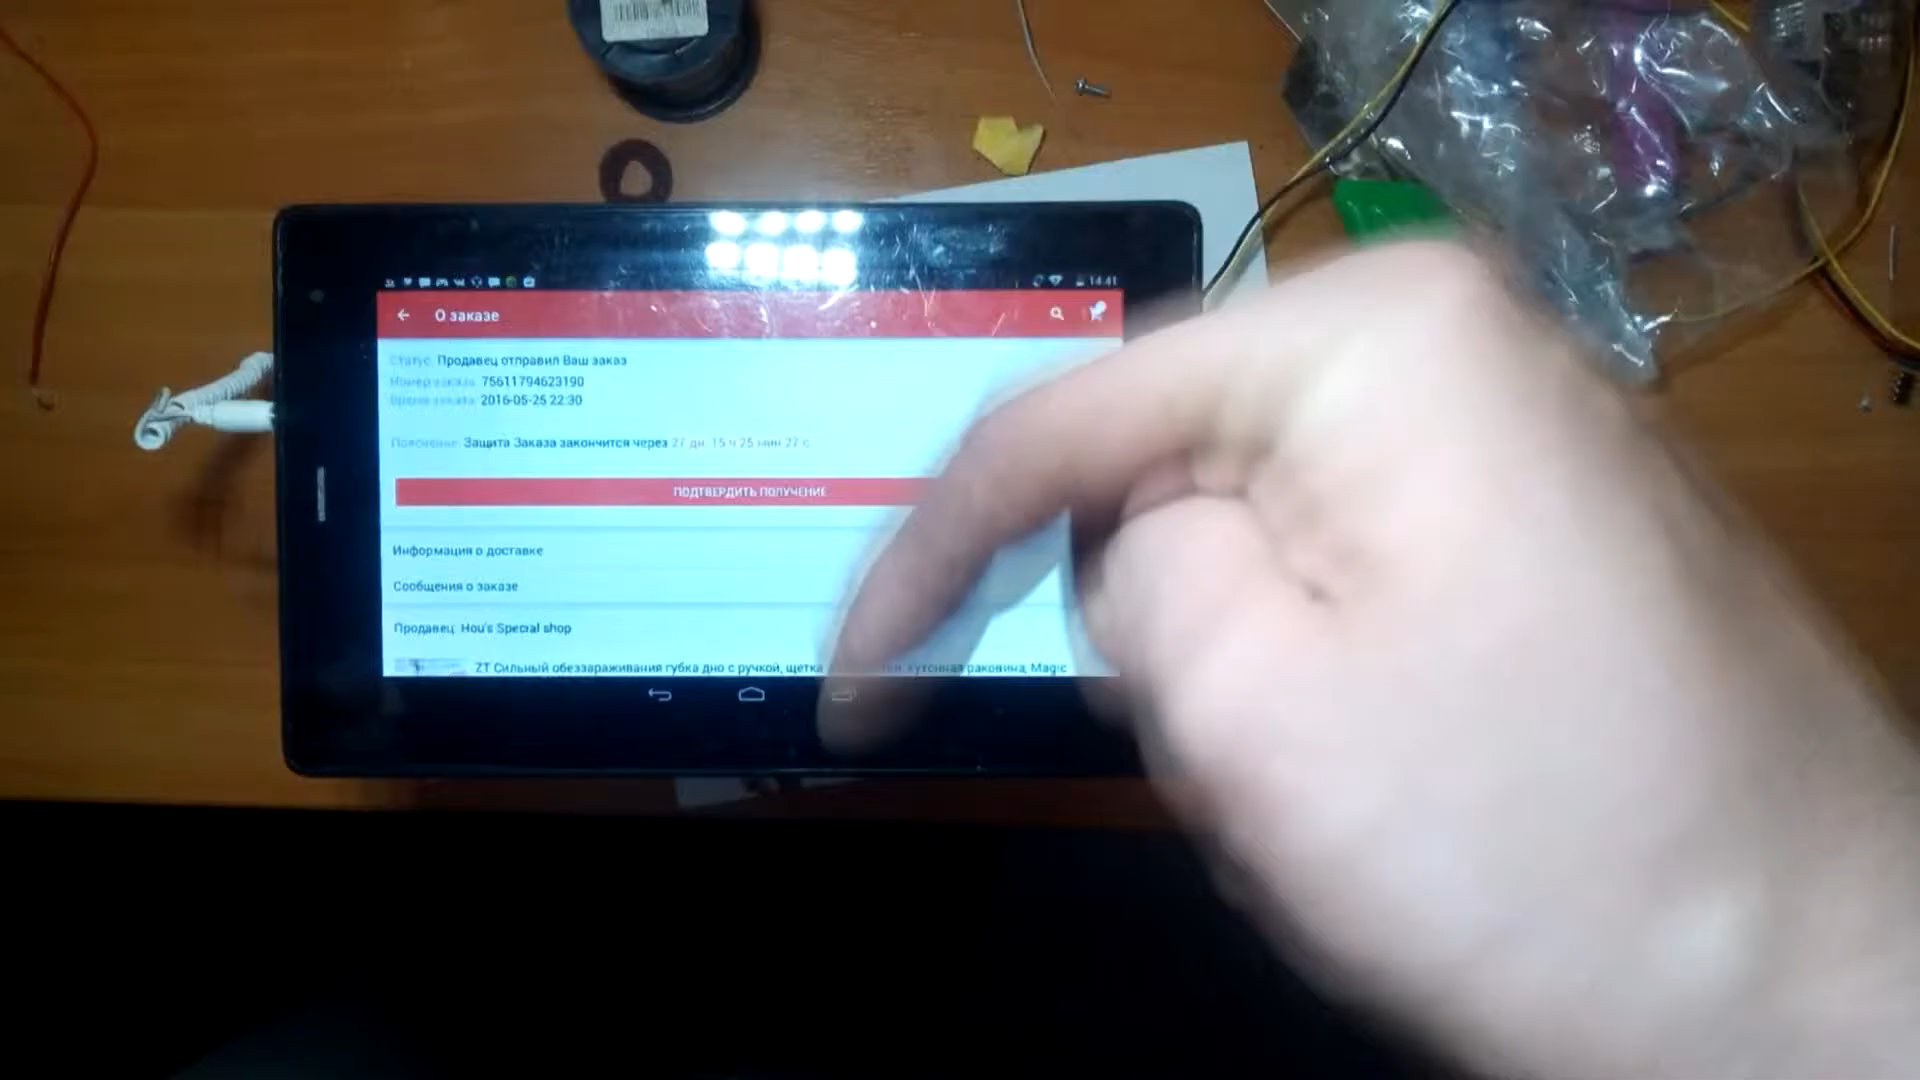 14:41
О заказе
Статус: Продавец отправил Ваш заказ
Номер заказа: 75611794623190
Время заказа: 2016-05-25 22:30
Пояснение: Защита Заказа закончится через 27 дн. 15 ч 25 мин 27 с
ПОДТВЕРДИТЬ ПОЛУЧЕНИЕ
Информация о доставке
Сообщения о заказе
Продавец: Hou's Special shop
ZT Сильный обеззараживания губка дно с ручкой, щетка раковина, Magic